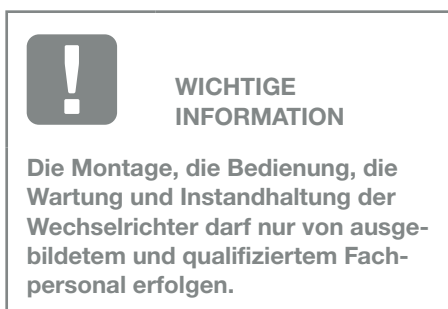 WICHTIGE
INFORMATION
Die Montage, die Bedienung, die
Wartung und Instandhaltung der
Wechselrichter darf nur von ausge-
bildetem und qualifiziertem Fach-
personal erfolgen.